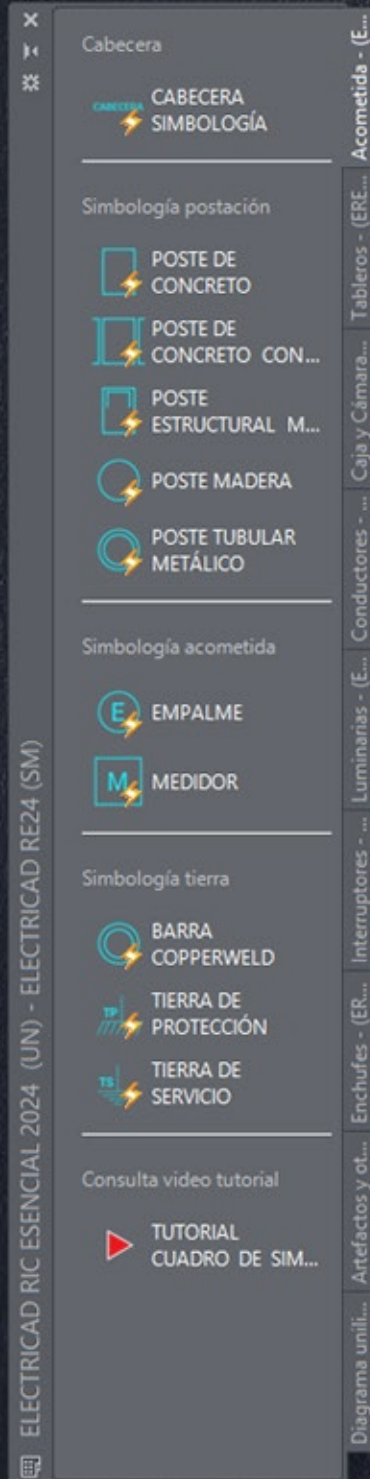 Cabecera
CABECERA
CABECERA
SIMBOLOGÍA
Simbología postación
POSTE DE
CONCRETO
POSTE DE
CONCRETO CON...
POSTE
ESTRUCTURAL M...
POSTE MADERA
POSTE TUBULAR
METÁLICO
Simbología acometida
E
EMPALME
M
MEDIDOR
Simbología tierra
BARRA
COPPERWELD
TP
TIERRA DE
PROTECCIÓN
TS
TIERRA DE
SERVICIO
Consulta video tutorial
TUTORIAL
CUADRO DE SIM...
ELECTRICAD RIC ESENCIAL 2024 (UN) - ELECTRICAD RE24 (SM)
Acometida - (E...
Tableros - (ERE...
Caja y Cámara...
Conductores - ...
Luminarias - (E...
Interruptores - ...
Enchufes - (ER...
Artefactos y ot...
Diagrama unili...